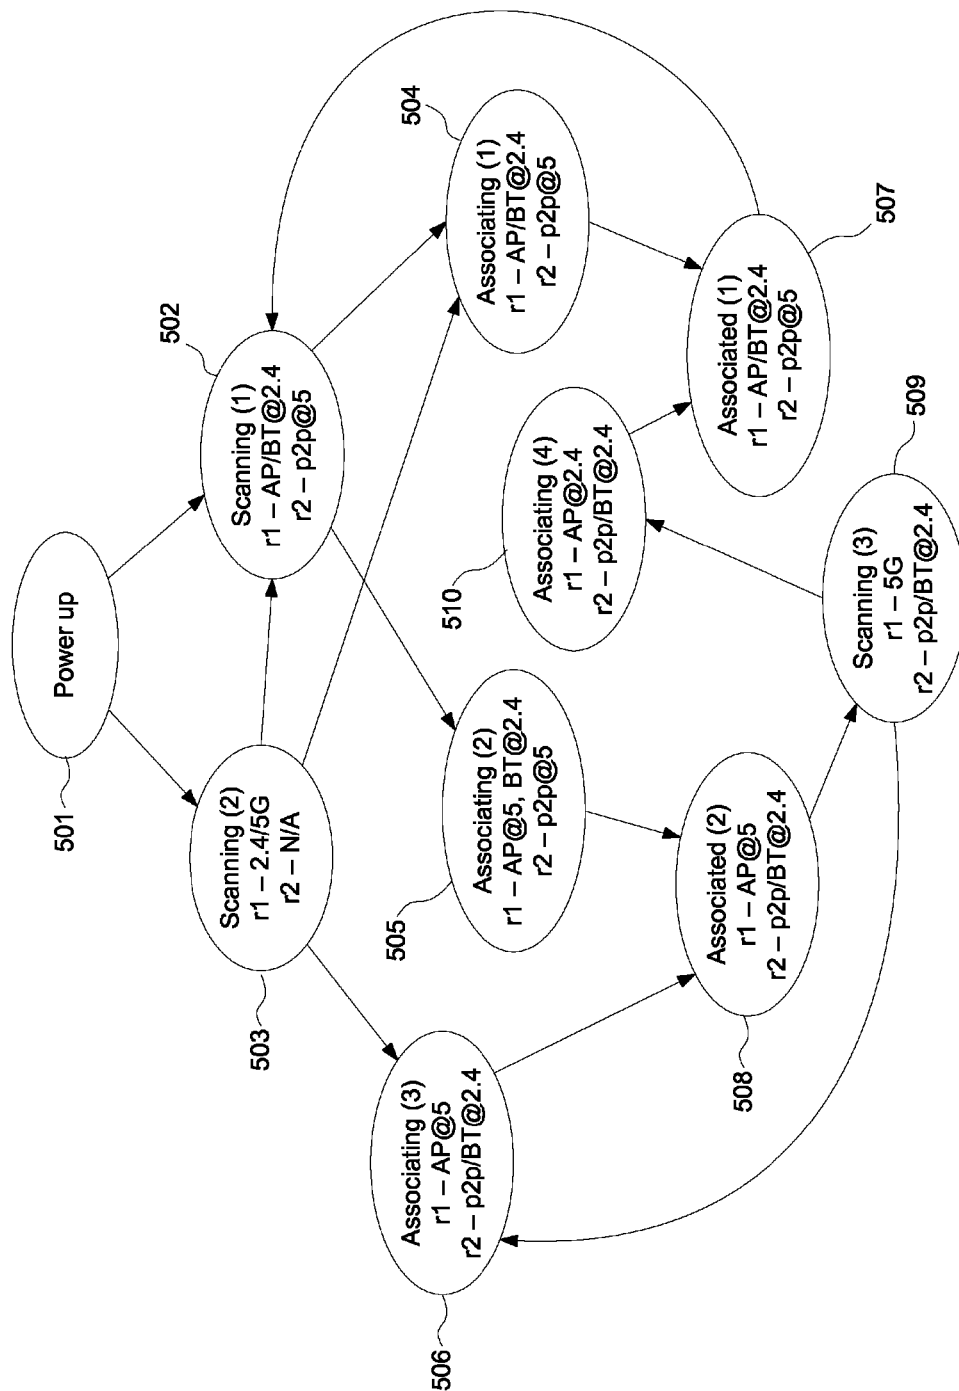 Power up
501
Scanning (2)
r1 – 2.4/5G
r2 – N/A
503
Scanning (1)
r1 – AP/BT@2.4
r2 – p2p@5
502
Associating (3)
r1 – AP@5
r2 – p2p/BT@2.4
506
Associating (2)
r1 – AP@5, BT@2.4
r2 – p2p@5
505
Associating (4)
r1 – AP@2.4
r2 – p2p/BT@2.4
510
Associating (1)
r1 – AP/BT@2.4
r2 – p2p@5
504
Associated (2)
r1 – AP@5
r2 – p2p/BT@2.4
508
Associated (1)
r1 – AP/BT@2.4
r2 – p2p@5
507
Scanning (3)
r1 – 5G
r2 – p2p/BT@2.4
509